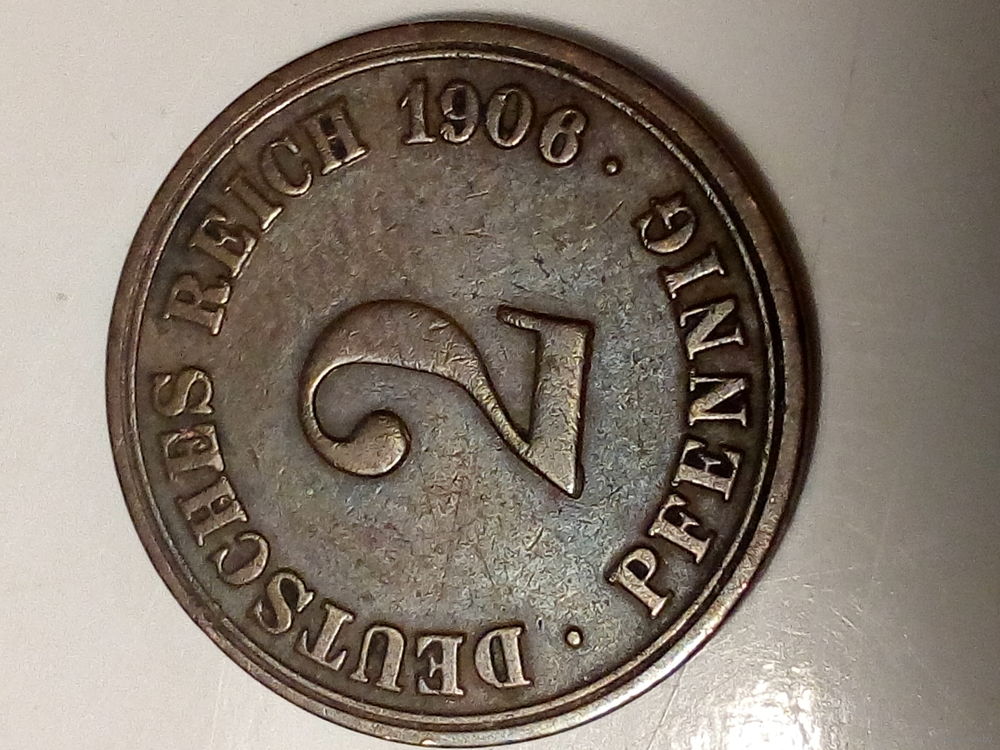 DEUTSCHES REICH 1906 ·
2
PFENNIG ·